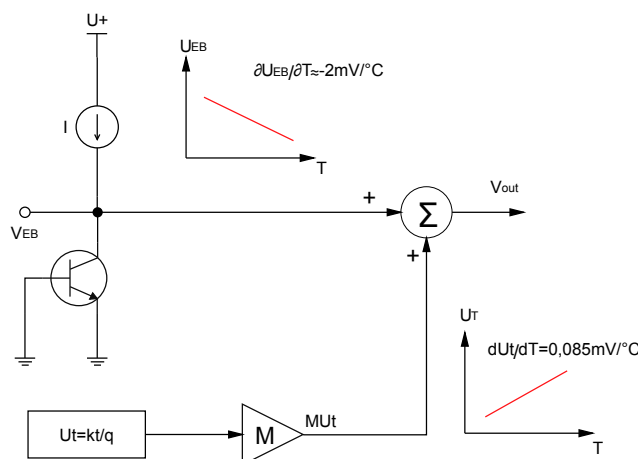 U+
UEB
∂UEB/∂T≈-2mV/°C
I
T
VEB
+
Σ
Vout
+
UT
dUt/dT=0,085mV/°C
Ut=kt/q
M
MUt
T